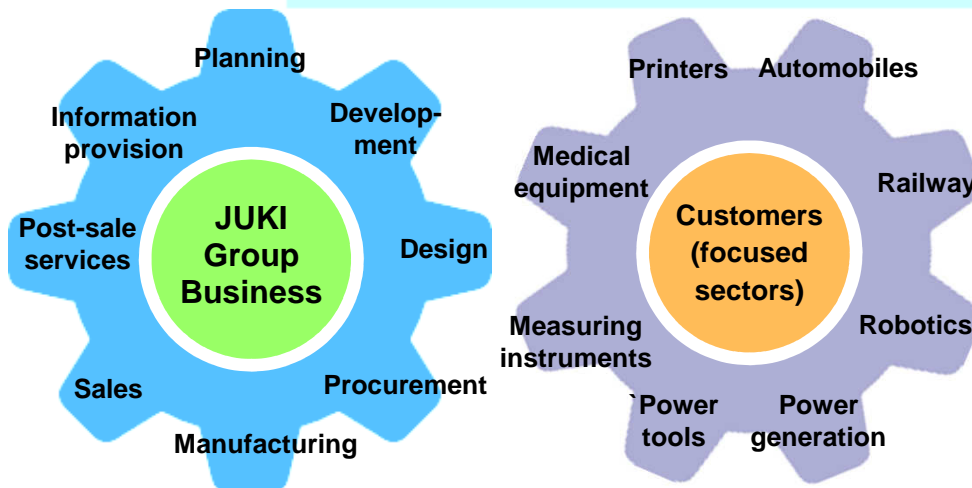 Planning
Develop-
ment
Design
Procurement
Manufacturing
Sales
Post-sale
services
Information
provision
JUKI
Group
Business
Printers
Automobiles
Railway
Robotics
Power
generation
`Power
tools
Measuring
instruments
Medical
equipment
Customers
(focused
sectors)